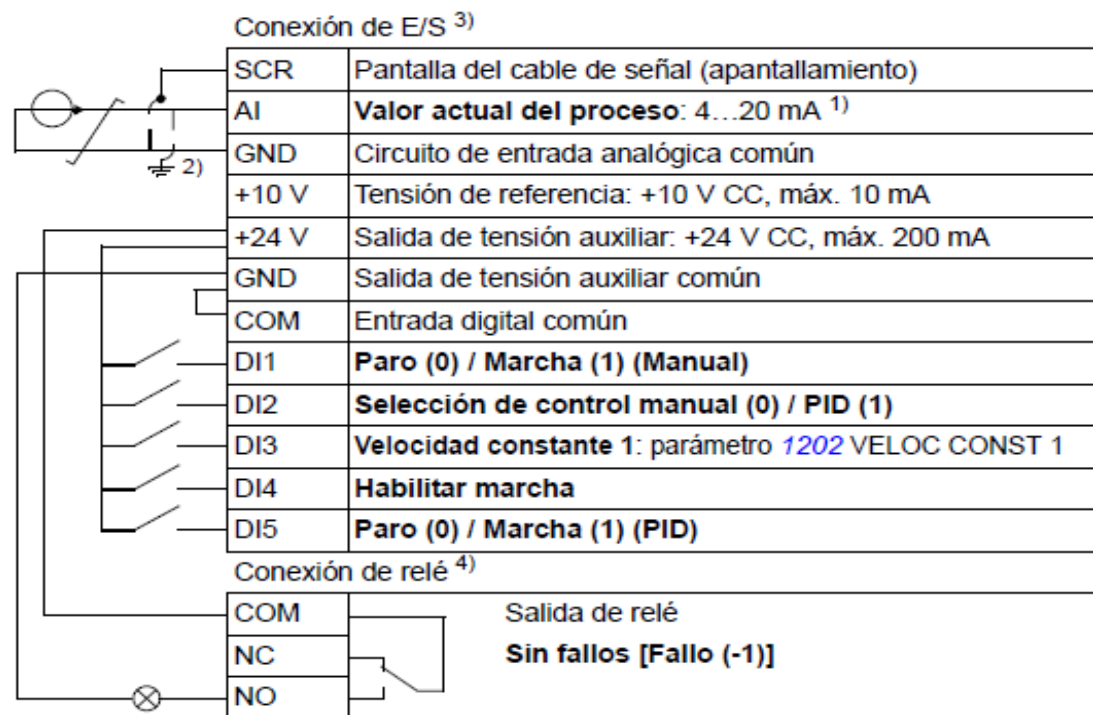 Conexión de E/S 3)
SCR Pantalla del cable de señal (apantallamiento)
AI Valor actual del proceso: 4…20 mA 1)
GND Circuito de entrada analógica común
2)
+10 V Tensión de referencia: +10 V CC, máx. 10 mA
+24 V Salida de tensión auxiliar: +24 V CC, máx. 200 mA
GND Salida de tensión auxiliar común
COM Entrada digital común
DI1 Paro (0) / Marcha (1) (Manual)
DI2 Selección de control manual (0) / PID (1)
DI3 Velocidad constante 1: parámetro 1202 VELOC CONST 1
DI4 Habilitar marcha
DI5 Paro (0) / Marcha (1) (PID)
Conexión de relé 4)
COM Salida de relé
NC Sin fallos [Fallo (-1)]
NO